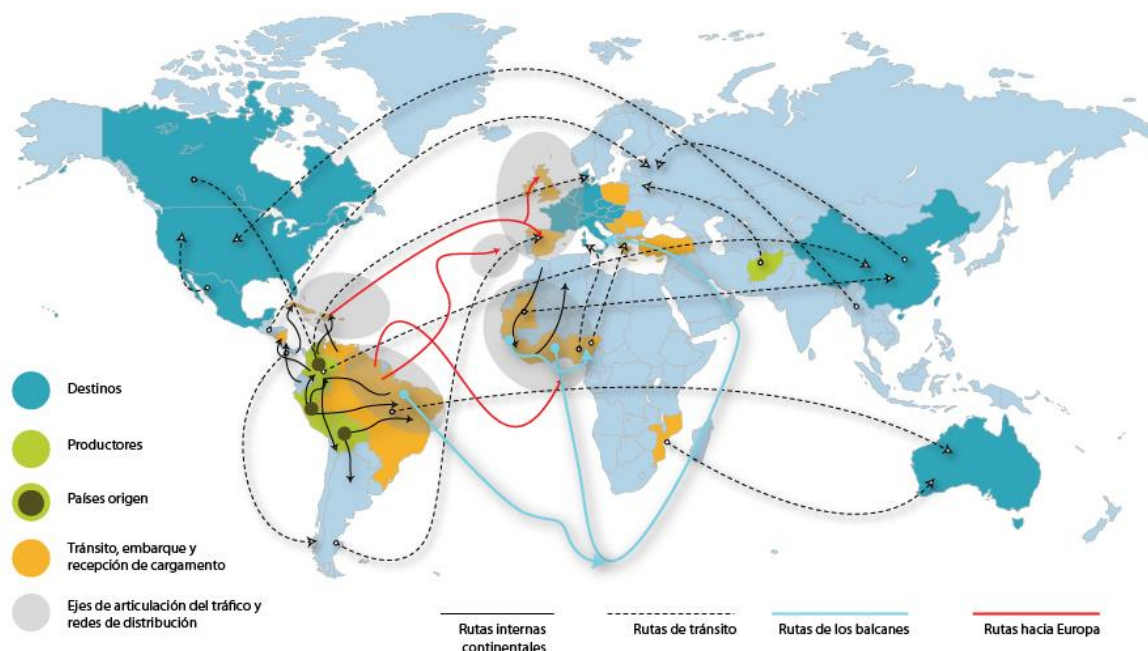 Destinos
Productores
Países origen
Tránsito, embarque y
recepción de cargamento
Ejes de articulación del tráfico y
redes de distribución
Rutas internas
continentales
Rutas de tránsito
Rutas de los balcanes
Rutas hacia Europa